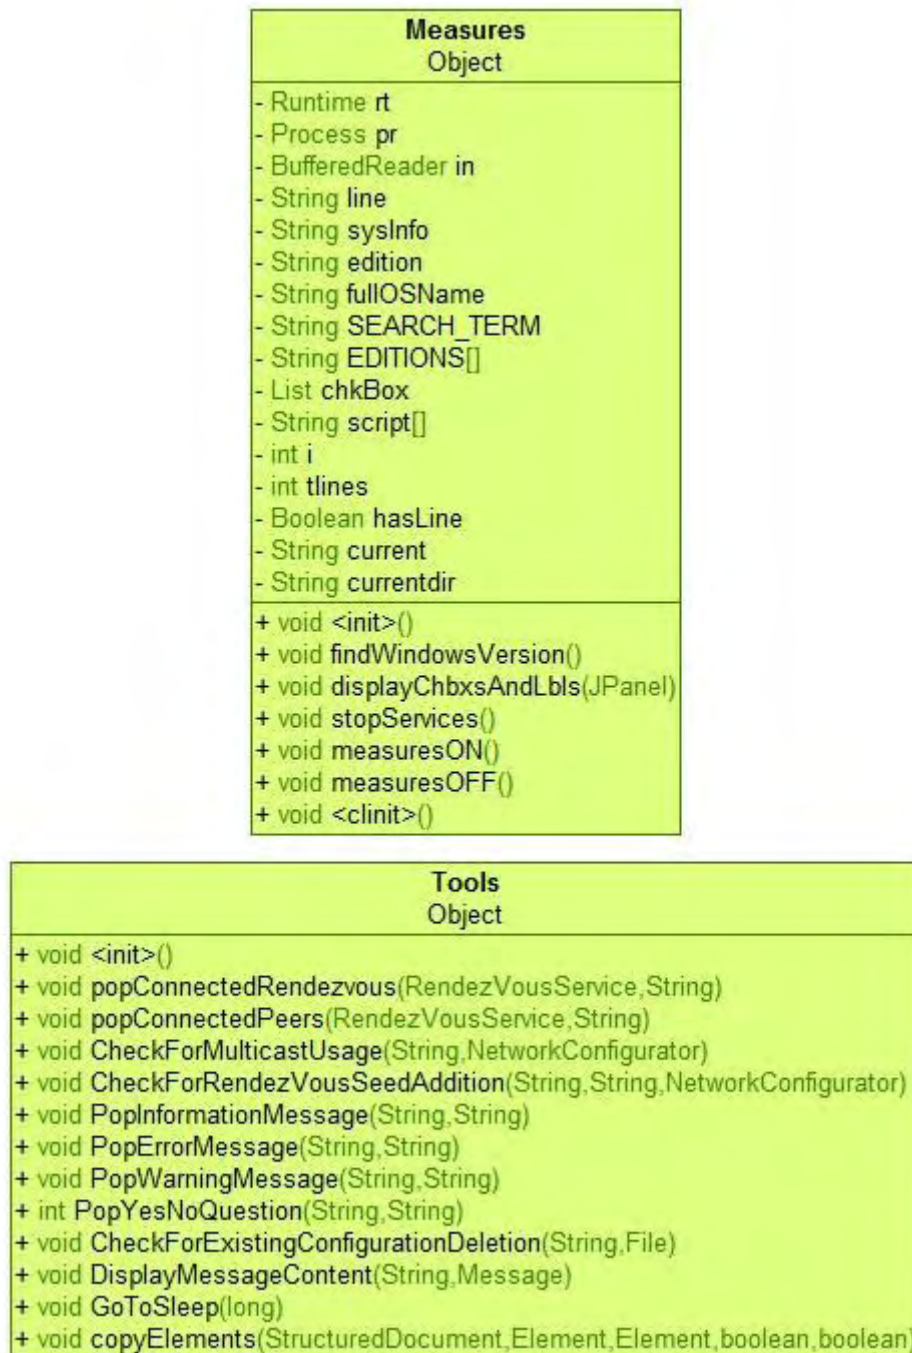 Measures
Object
- Runtime rt
- Process pr
- BufferedReader in
- String line
- String sysInfo
- String edition
- String fullOSName
- String SEARCH_TERM
- String EDITIONS[]
- List chkBox
- String script[]
- int i
- int tlines
- Boolean hasLine
- String current
- String currentdir
+ void <init>()
+ void findWindowsVersion()
+ void displayChbxsAndLbls(JPanel)
+ void stopServices()
+ void measuresON()
+ void measuresOFF()
+ void <clinit>()
Tools
Object
+ void <init>()
+ void popConnectedRendezvous(RendezVousService,String)
+ void popConnectedPeers(RendezVousService,String)
+ void CheckForMulticastUsage(String,NetworkConfigurator)
+ void CheckForRendezVousSeedAddition(String,String,NetworkConfigurator)
+ void PopInformationMessage(String,String)
+ void PopErrorMessage(String,String)
+ void PopWarningMessage(String,String)
+ int PopYesNoQuestion(String,String)
+ void CheckForExistingConfigurationDeletion(String,File)
+ void DisplayMessageContent(String,Message)
+ void GoToSleep(long)
+ void copyElements(StructuredDocument,Element,Element,boolean,boolean)